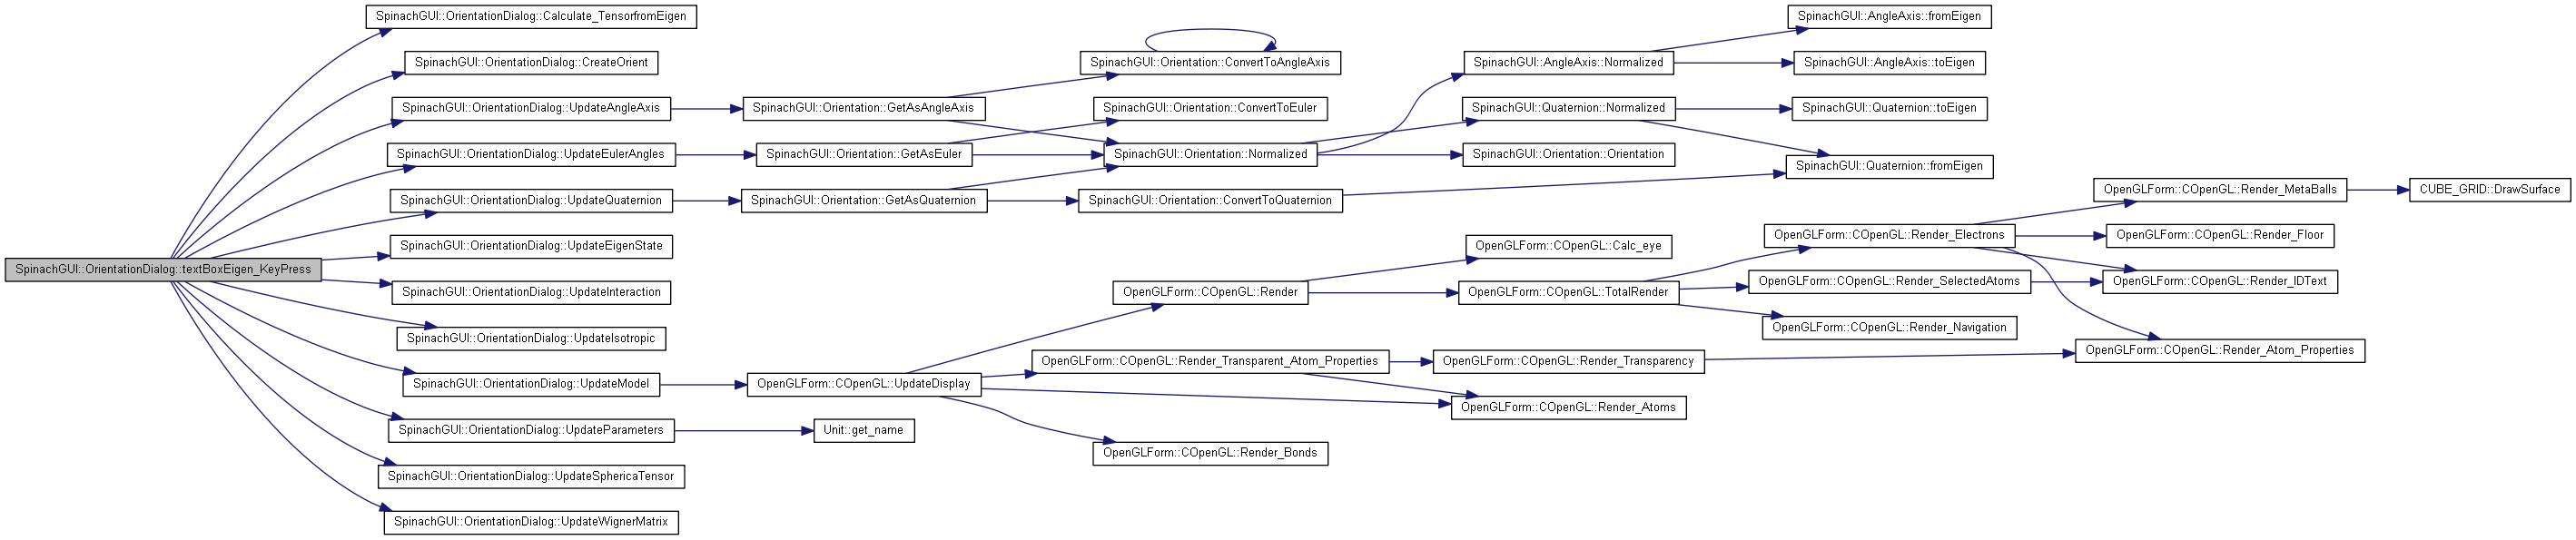 SpinachGUI::OrientationDialog::textBoxEigen_KeyPress
SpinachGUI::OrientationDialog::Calculate_TensorfromEigen
SpinachGUI::OrientationDialog::CreateOrient
SpinachGUI::OrientationDialog::UpdateAngleAxis
SpinachGUI::OrientationDialog::UpdateEulerAngles
SpinachGUI::OrientationDialog::UpdateQuaternion
SpinachGUI::OrientationDialog::UpdateEigenState
SpinachGUI::OrientationDialog::UpdateInteraction
SpinachGUI::OrientationDialog::UpdateIsotropic
SpinachGUI::OrientationDialog::UpdateModel
SpinachGUI::OrientationDialog::UpdateParameters
SpinachGUI::OrientationDialog::UpdateSphericaTensor
SpinachGUI::OrientationDialog::UpdateWignerMatrix
SpinachGUI::Orientation::GetAsAngleAxis
SpinachGUI::Orientation::GetAsEuler
SpinachGUI::Orientation::GetAsQuaternion
OpenGLForm::COpenGL::UpdateDisplay
Unit::get_name
SpinachGUI::Orientation::ConvertToAngleAxis
SpinachGUI::Orientation::ConvertToEuler
SpinachGUI::Orientation::Normalized
SpinachGUI::Orientation::ConvertToQuaternion
OpenGLForm::COpenGL::Render
OpenGLForm::COpenGL::Render_Transparent_Atom_Properties
OpenGLForm::COpenGL::Render_Bonds
SpinachGUI::AngleAxis::Normalized
SpinachGUI::Quaternion::Normalized
SpinachGUI::Orientation::Orientation
OpenGLForm::COpenGL::Calc_eye
OpenGLForm::COpenGL::TotalRender
OpenGLForm::COpenGL::Render_Transparency
OpenGLForm::COpenGL::Render_Atoms
SpinachGUI::AngleAxis::fromEigen
SpinachGUI::AngleAxis::toEigen
SpinachGUI::Quaternion::toEigen
SpinachGUI::Quaternion::fromEigen
OpenGLForm::COpenGL::Render_Electrons
OpenGLForm::COpenGL::Render_SelectedAtoms
OpenGLForm::COpenGL::Render_Navigation
OpenGLForm::COpenGL::Render_MetaBalls
OpenGLForm::COpenGL::Render_Floor
OpenGLForm::COpenGL::Render_IDText
OpenGLForm::COpenGL::Render_Atom_Properties
CUBE_GRID::DrawSurface